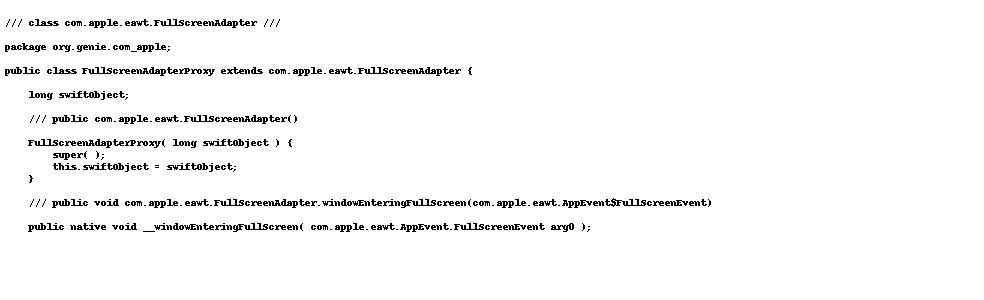 /// class com.apple.eawt.FullScreenAdapter ///
package org.genie.com_apple;
public class FullScreenAdapterProxy extends com.apple.eawt.FullScreenAdapter {
long swiftObject;
/// public com.apple.eawt.FullScreenAdapter()
FullScreenAdapterProxy( long swiftObject ) {
super( );
this.swiftObject = swiftObject;
}
/// public void com.apple.eawt.FullScreenAdapter.windowEnteringFullScreen(com.apple.eawt.AppEvent$FullScreenEvent)
public native void __windowEnteringFullScreen( com.apple.eawt.AppEvent.FullScreenEvent arg0 );